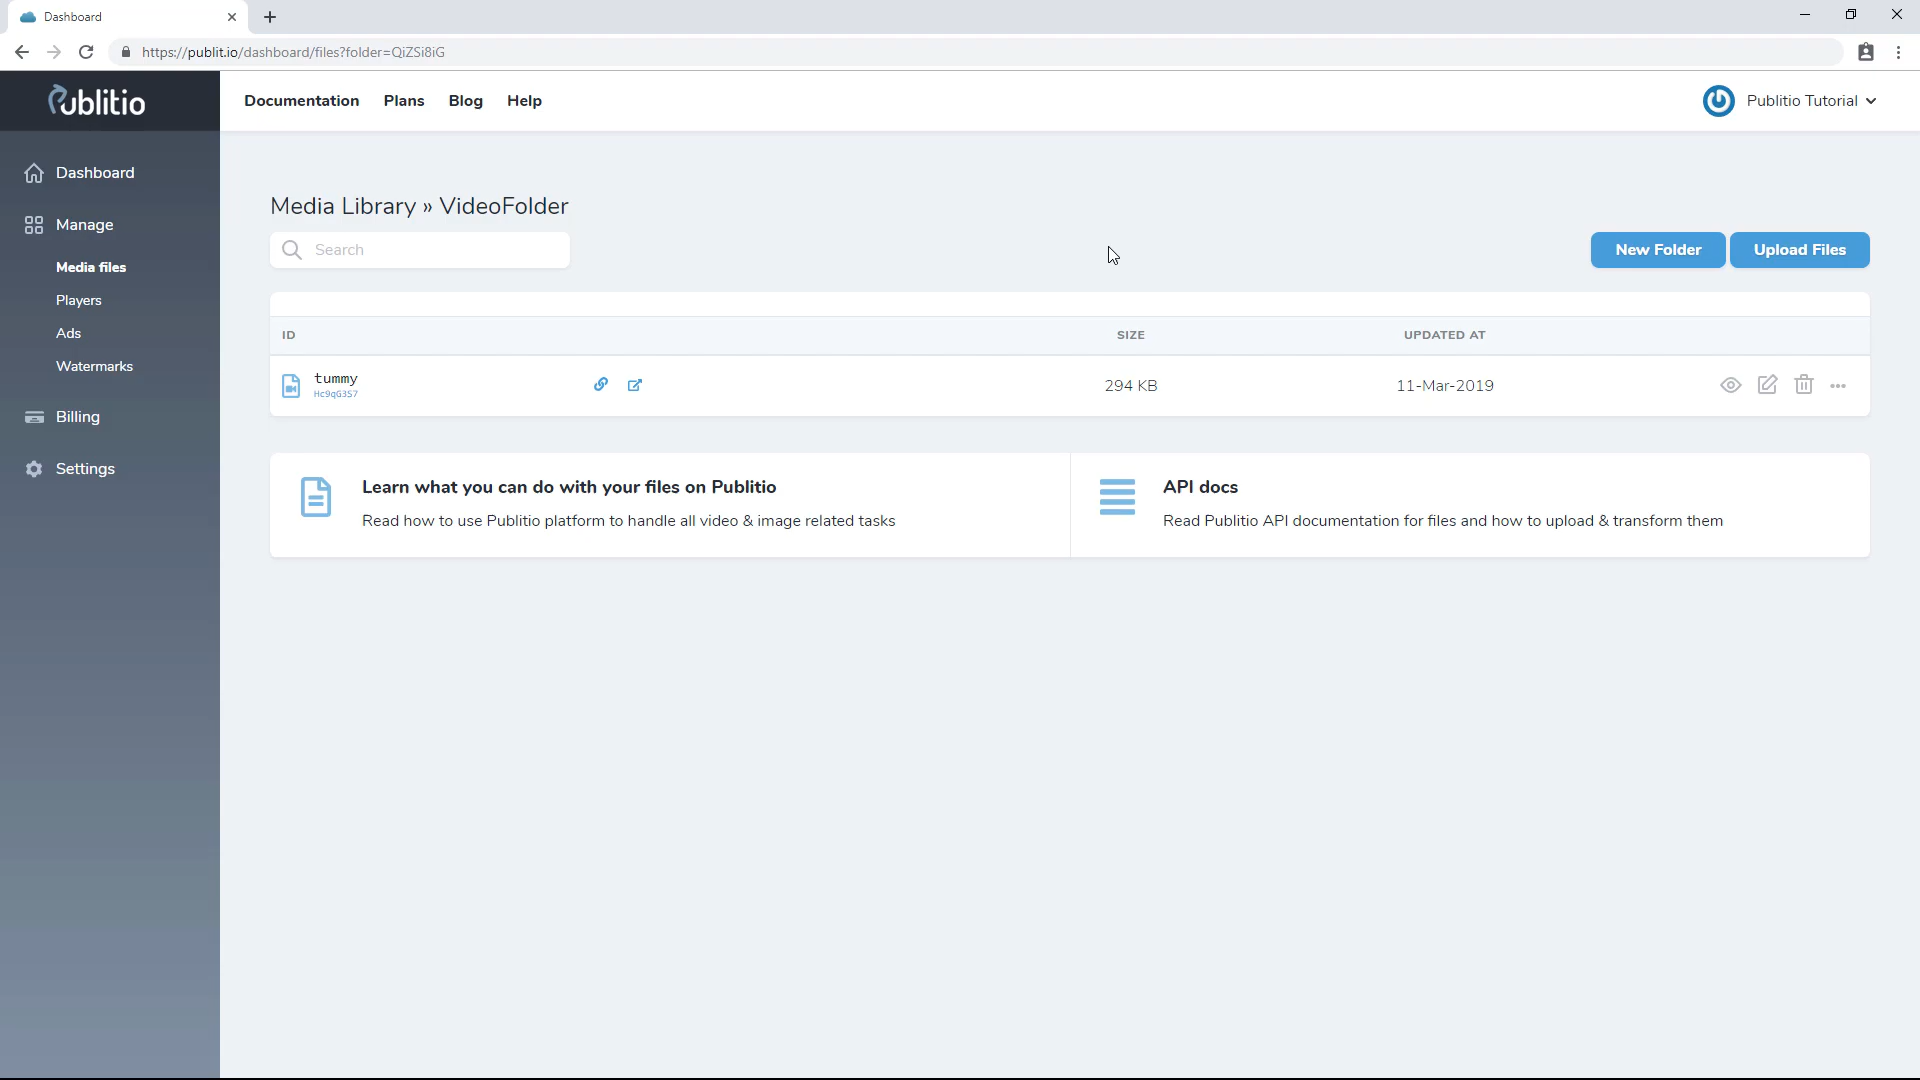 Dashboard
https://publit.io/dashboard/files?folder=QiZSi8iG
Publitio
Documentation Plans Blog Help
Publitio Tutorial
Dashboard
Manage
Media files
Players
Ads
Watermarks
Billing
Settings
Media Library » VideoFolder
Search
New Folder Upload Files
ID SIZE UPDATED AT
tummy 294 KB 11-Mar-2019
Hc9qG3S7
Learn what you can do with your files on Publitio
Read how to use Publitio platform to handle all video & image related tasks
API docs
Read Publitio API documentation for files and how to upload & transform them